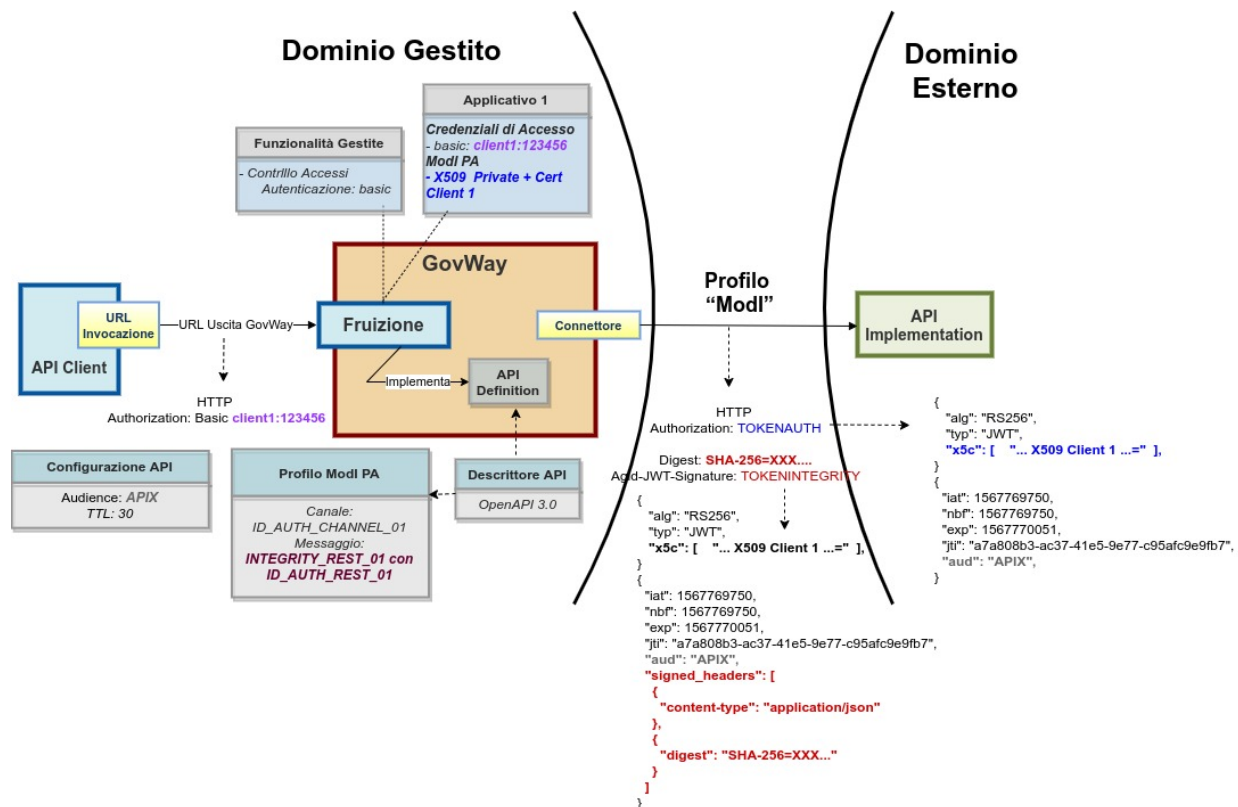 Dominio Gestito
Dominio
Esterno
Applicativo 1
Credenziali di Accesso
- basic: client1:123456
ModI PA
- X509 Private + Cert
Client 1
Funzionalità Gestite
- Contrllo Accessi
Autenticazione: basic
GovWay
Profilo
“ModI”
API Client
URL
Invocazione
URL Uscita GovWay
Fruizione
Connettore
API
Implementation
Implementa
API
Definition
HTTP
Authorization: Basic client1:123456
Configurazione API
Audience: APIX
TTL: 30
Profilo ModI PA
Canale:
ID_AUTH_CHANNEL_01
Messaggio:
INTEGRITY_REST_01 con
ID_AUTH_REST_01
Descrittore API
OpenAPI 3.0
HTTP
Authorization: TOKENAUTH
Digest: SHA-256=XXX....
Agid-JWT-Signature: TOKENINTEGRITY
{
"alg": "RS256",
"typ": "JWT",
"x5c": [ "... X509 Client 1 ...=" ],
}
{
"iat": 1567769750,
"nbf": 1567769750,
"exp": 1567770051,
"jti": "a7a808b3-ac37-41e5-9e77-c95afc9e9fb7",
"aud": "APIX",
"signed_headers": [
{
"content-type": "application/json"
},
{
"digest": "SHA-256=XXX..."
}
]
}
{
"alg": "RS256",
"typ": "JWT",
"x5c": [ "... X509 Client 1 ...=" ],
}
{
"iat": 1567769750,
"nbf": 1567769750,
"exp": 1567770051,
"jti": "a7a808b3-ac37-41e5-9e77-c95afc9e9fb7",
"aud": "APIX",
}